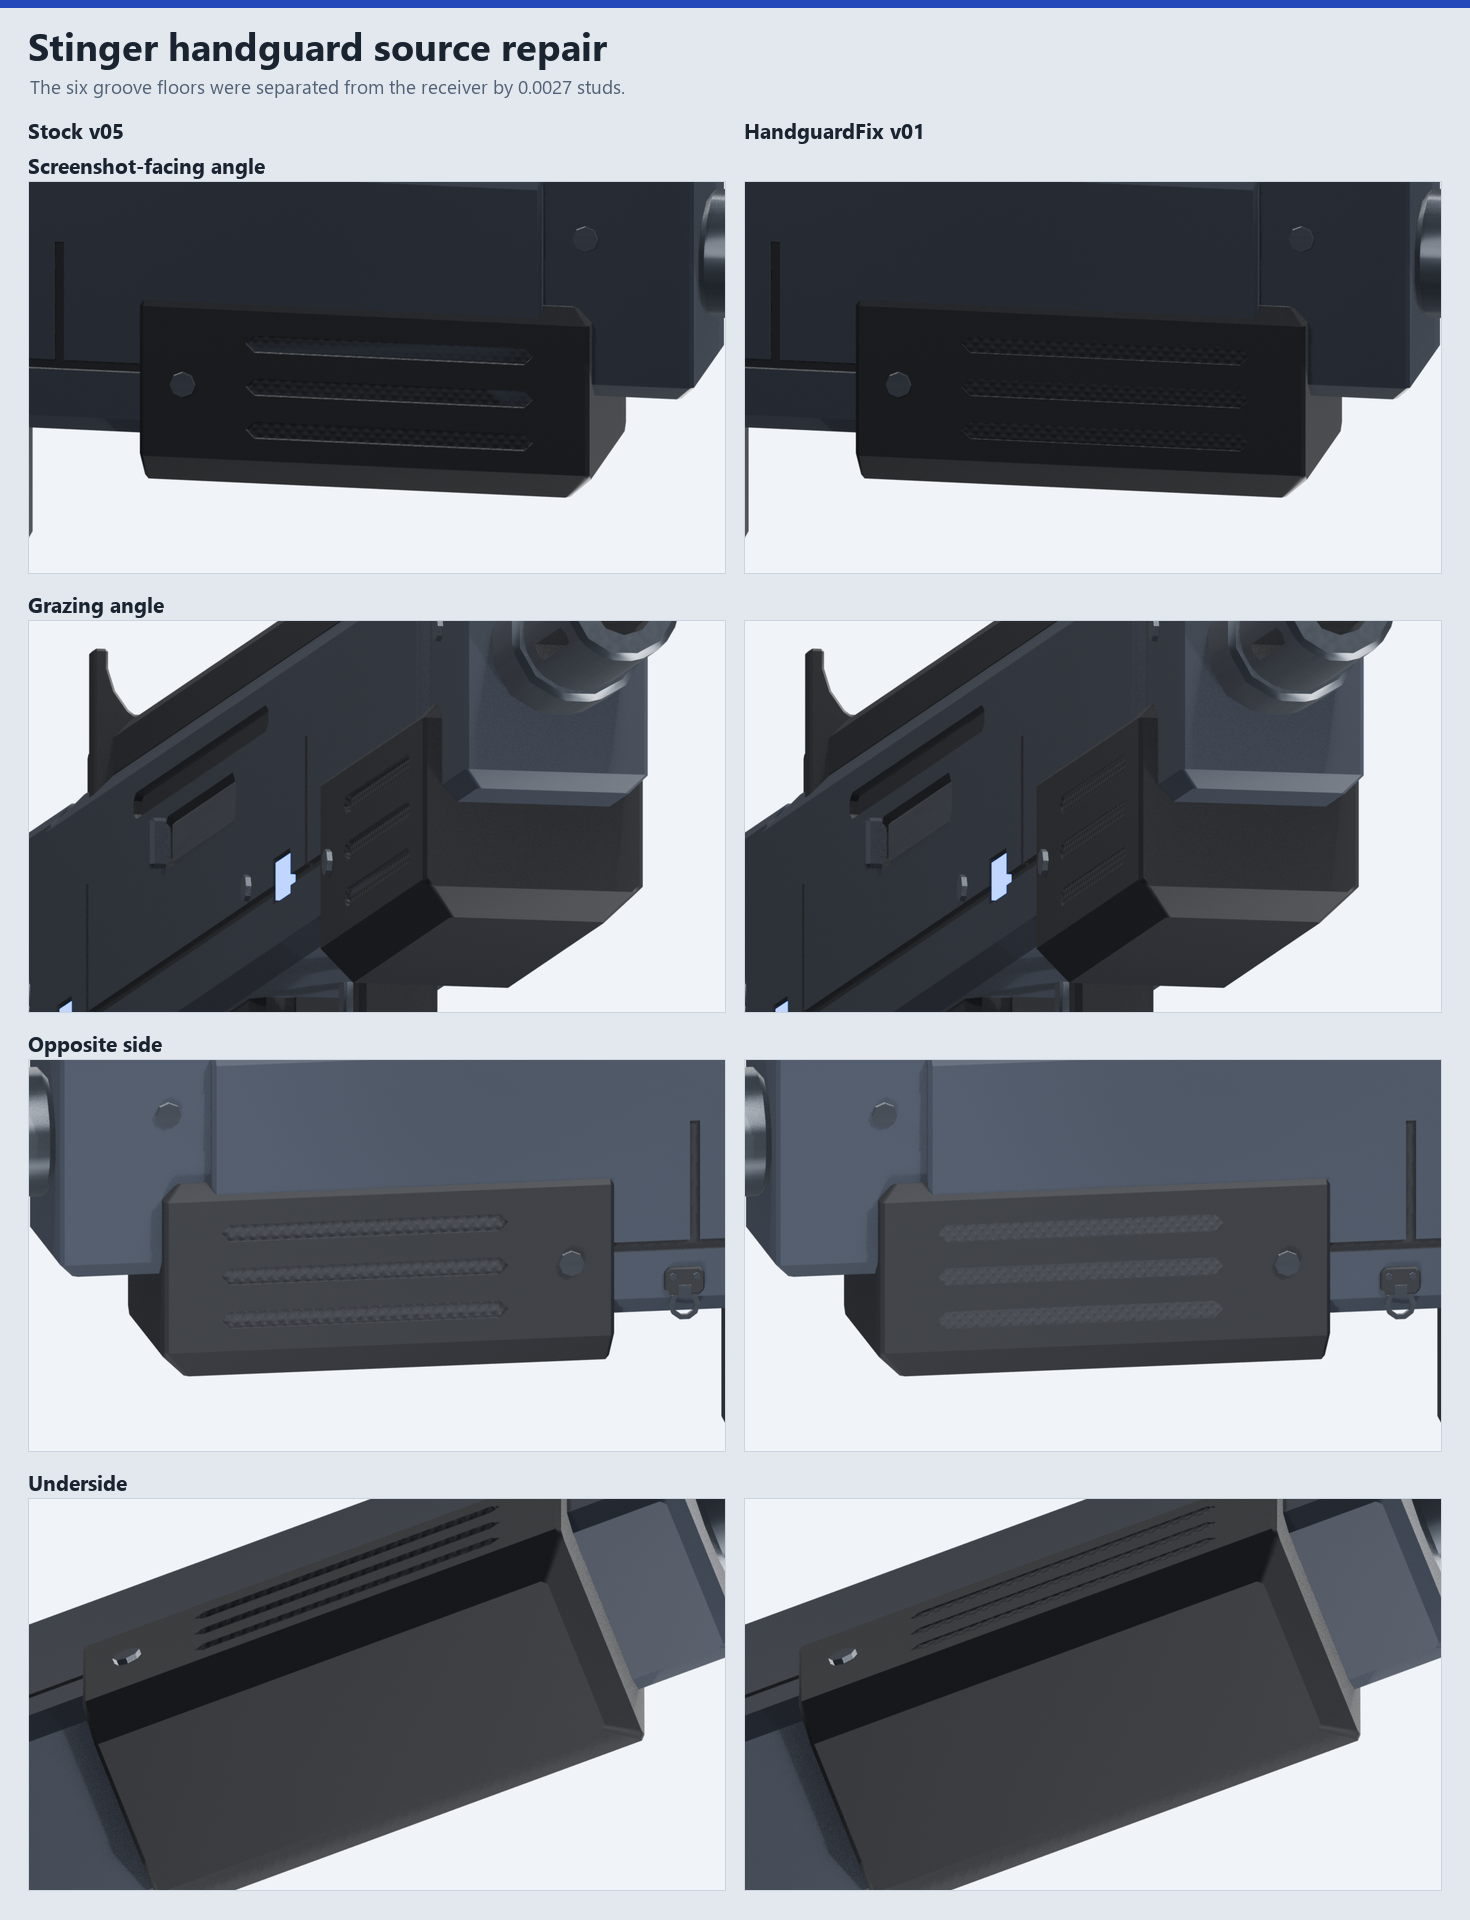 Stinger handguard source repair
The six groove floors were separated from the receiver by 0.0027 studs.
Stock v05
HandguardFix v01
Screenshot-facing angle
Grazing angle
Opposite side
Underside